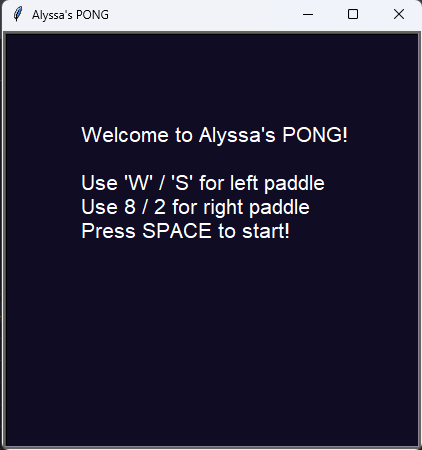 Alyssa's PONG
Welcome to Alyssa's PONG!
Use 'W' / 'S' for left paddle
Use 8 / 2 for right paddle
Press SPACE to start!